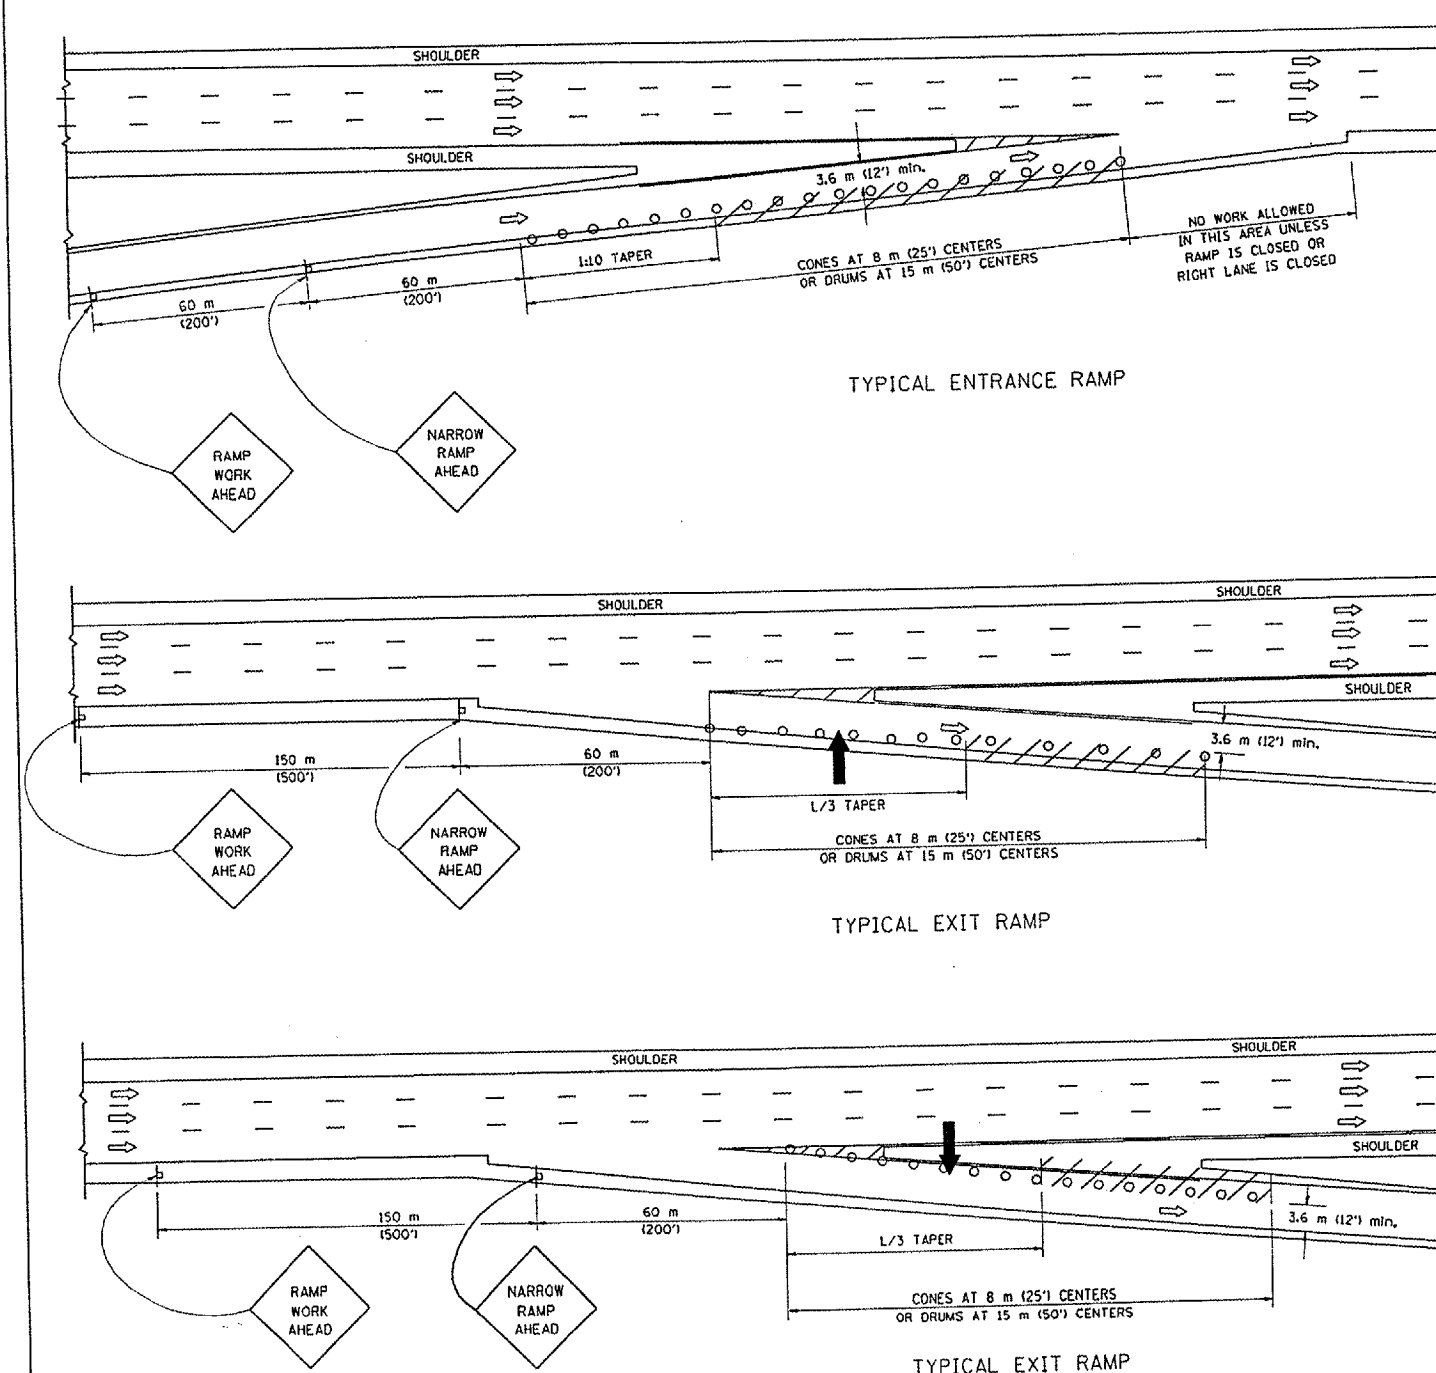 SHOULDER
SHOULDER
3.6 m (12') min.
1:10 TAPER
CONES AT 8 m (25') CENTERS
OR DRUMS AT 15 m (50') CENTERS
NO WORK ALLOWED
IN THIS AREA UNLESS
RAMP IS CLOSED OR
RIGHT LANE IS CLOSED
60 m
(200')
60 m
(200')
TYPICAL ENTRANCE RAMP
RAMP
WORK
AHEAD
NARROW
RAMP
AHEAD
SHOULDER
SHOULDER
SHOULDER
3.6 m (12') min.
150 m
(500')
60 m
(200')
L/3 TAPER
CONES AT 8 m (25') CENTERS
OR DRUMS AT 15 m (50') CENTERS
RAMP
WORK
AHEAD
NARROW
RAMP
AHEAD
TYPICAL EXIT RAMP
SHOULDER
SHOULDER
SHOULDER
150 m
(500')
60 m
(200')
3.6 m (12') min.
L/3 TAPER
CONES AT 8 m (25') CENTERS
OR DRUMS AT 15 m (50') CENTERS
RAMP
WORK
AHEAD
NARROW
RAMP
AHEAD
TYPICAL EXIT RAMP